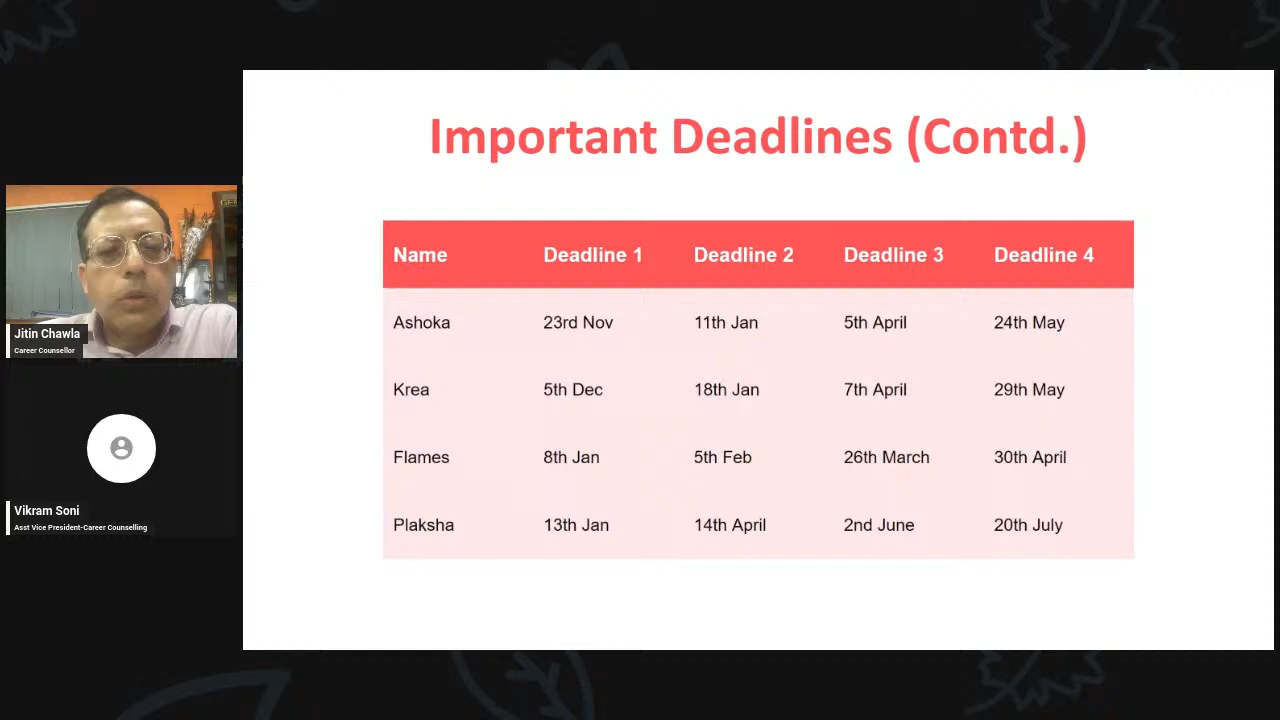 Important Deadlines (Contd.)
Name Deadline 1 Deadline 2 Deadline 3 Deadline 4
Ashoka 23rd Nov 11th Jan 5th April 24th May
Krea 5th Dec 18th Jan 7th April 29th May
Flames 8th Jan 5th Feb 26th March 30th April
Plaksha 13th Jan 14th April 2nd June 20th July
Jitin Chawla
Career Counsellor
Vikram Soni
Asst Vice President-Career Counselling